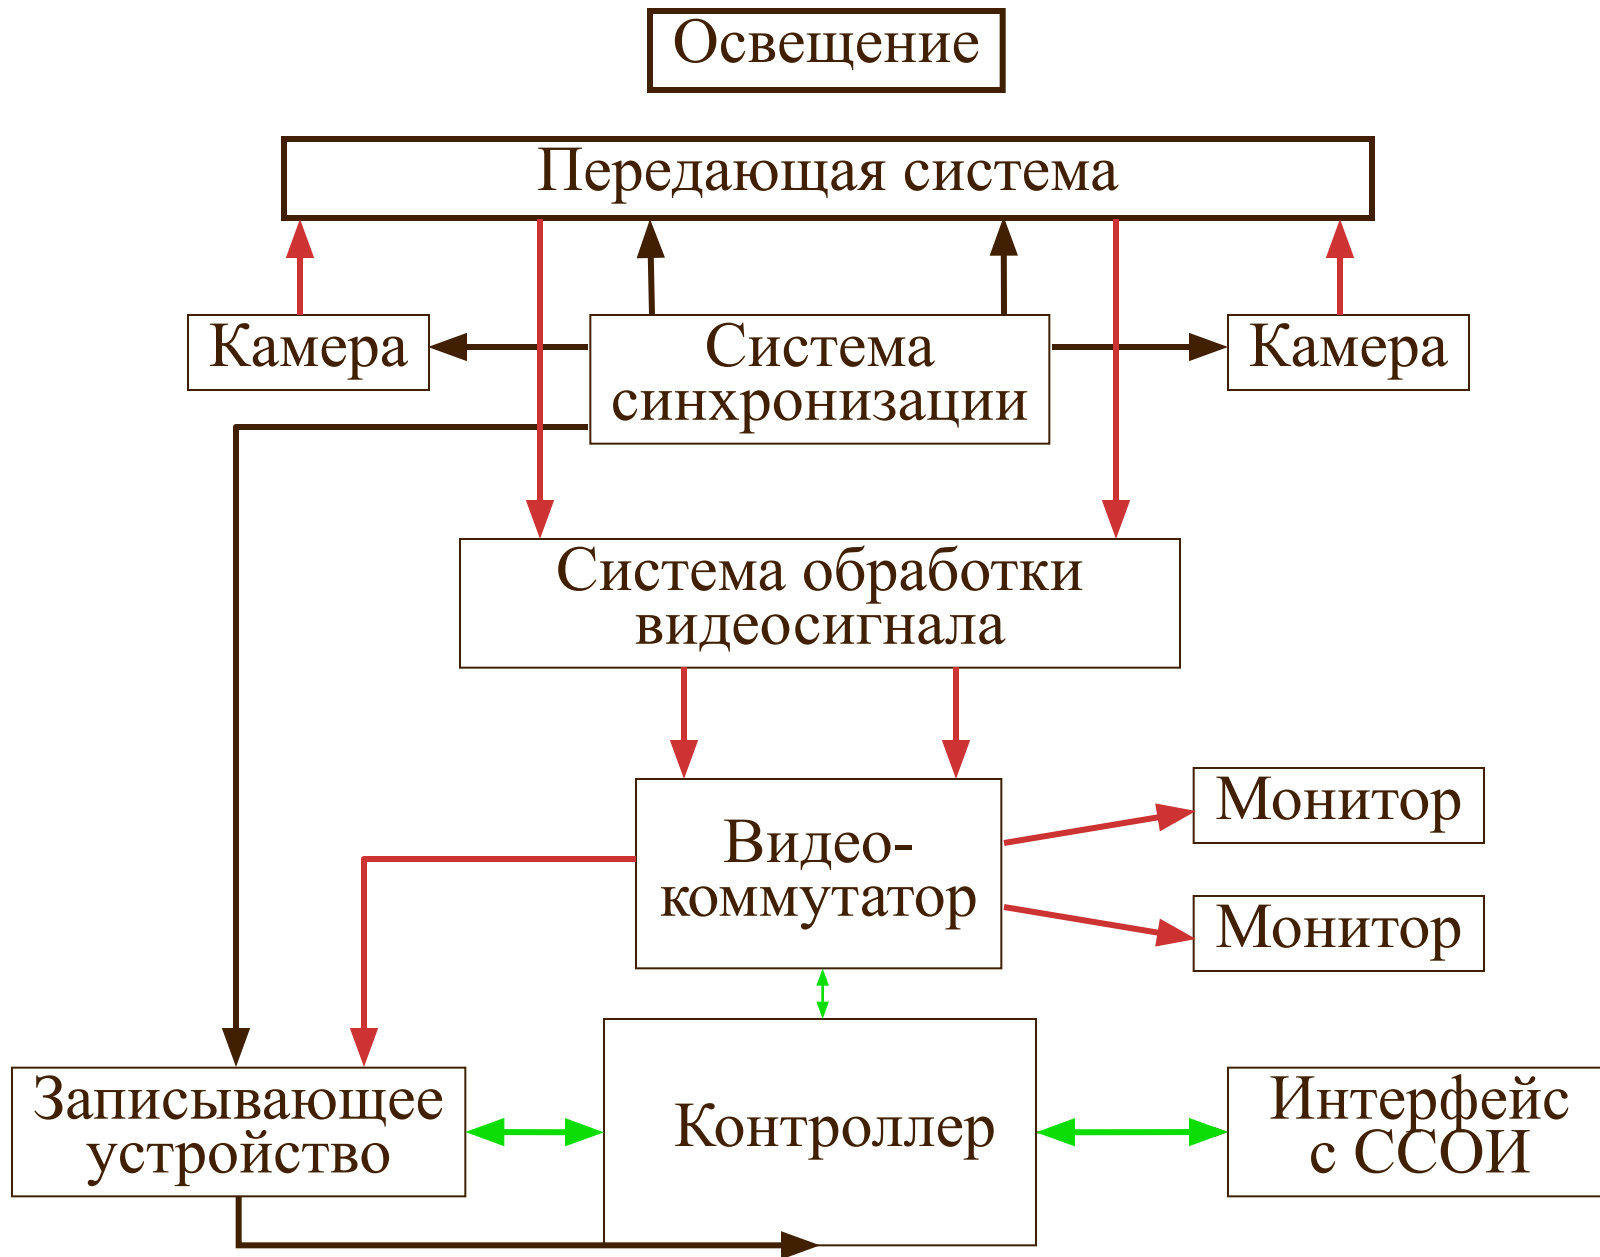 Освещение
Передающая система
Камера
Система
синхронизации
Камера
Система обработки
видеосигнала
Видео-
коммутатор
Монитор
Монитор
Записывающее
устройство
Контроллер
Интерфейс
с ССОИ